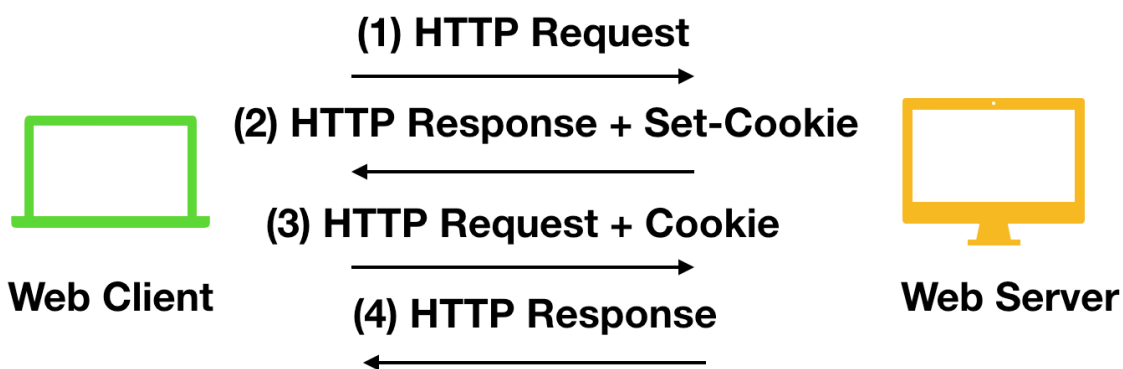 (1) HTTP Request
(2) HTTP Response + Set-Cookie
(3) HTTP Request + Cookie
Web Client
Web Server
(4) HTTP Response